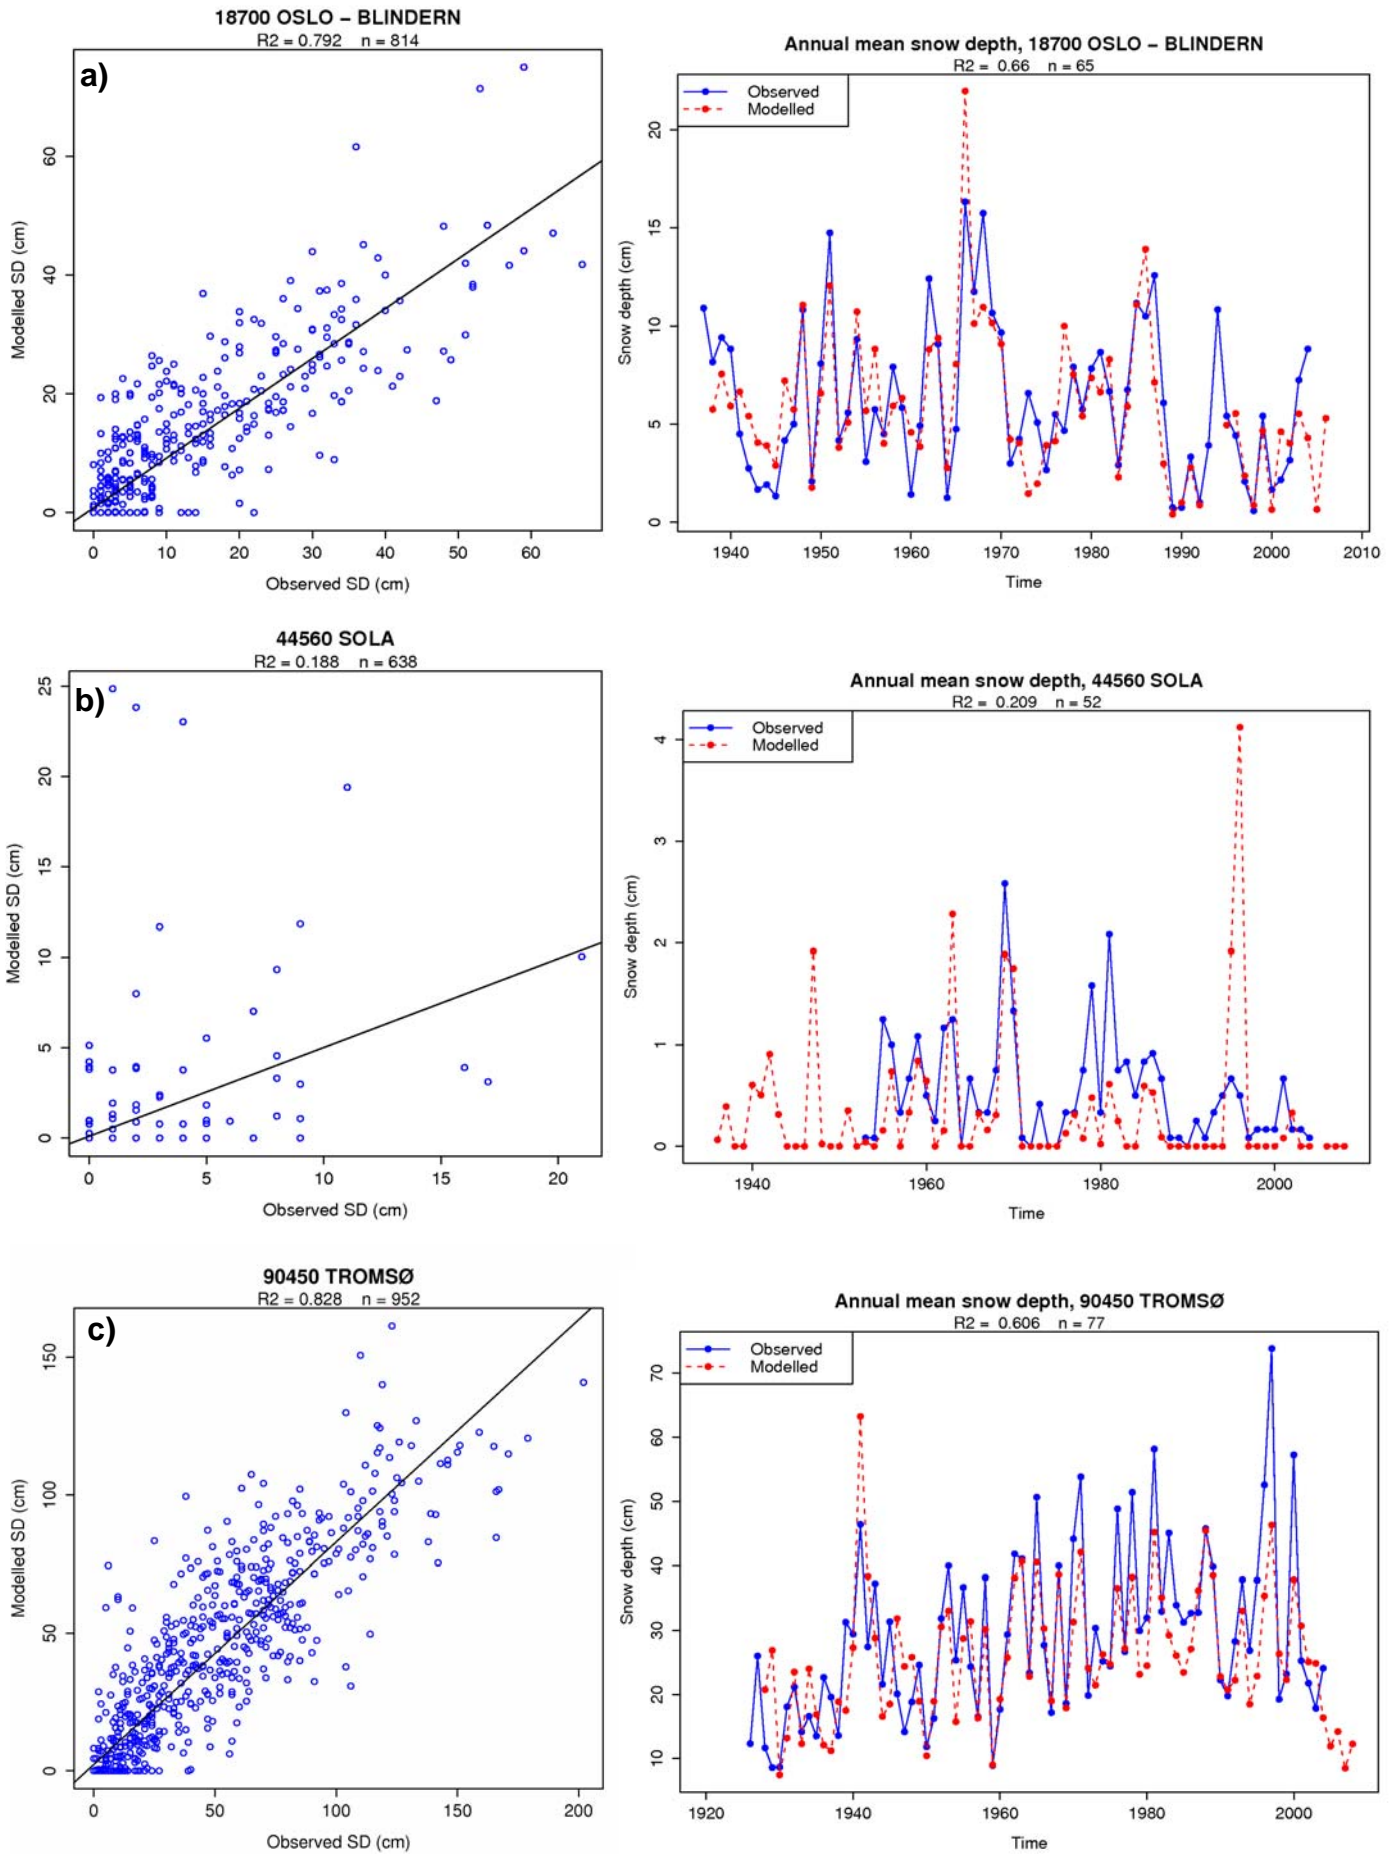 18700 OSLO – BLINDERN
R2 = 0.792 n = 814
a)
Modelled SD (cm)
60
40
20
0
0 10 20 30 40 50 60
Observed SD (cm)
Annual mean snow depth, 18700 OSLO – BLINDERN
R2 = 0.66 n = 65
Observed
Modelled
Snow depth (cm)
20
15
10
5
0
1940 1950 1960 1970 1980 1990 2000 2010
Time
44560 SOLA
R2 = 0.188 n = 638
b)
Modelled SD (cm)
25
20
15
10
5
0
0 5 10 15 20
Observed SD (cm)
Annual mean snow depth, 44560 SOLA
R2 = 0.209 n = 52
Observed
Modelled
Snow depth (cm)
4
3
2
1
0
1940 1960 1980 2000
Time
90450 TROMSØ
R2 = 0.828 n = 952
c)
Modelled SD (cm)
150
100
50
0
0 50 100 150 200
Observed SD (cm)
Annual mean snow depth, 90450 TROMSØ
R2 = 0.606 n = 77
Observed
Modelled
Snow depth (cm)
70
60
50
40
30
20
10
1920 1940 1960 1980 2000
Time